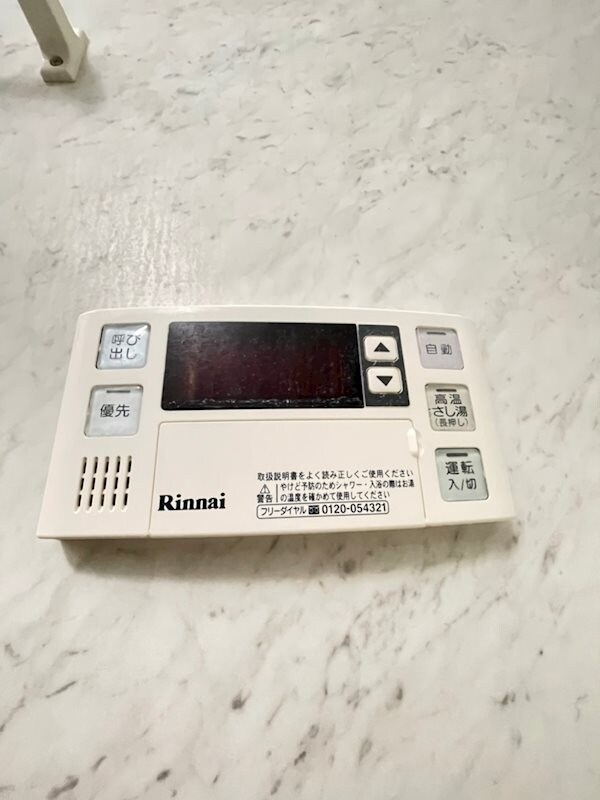 呼び
出し
優先
▲
▼
自動
高温
さし湯
(長押し)
運転
入/切
Rinnai
取扱説明書をよく読み正しくご使用ください
警告
やけど予防のためシャワー・入浴の際はお湯
の温度を確かめて使用してください
フリーダイヤル 0120-054321